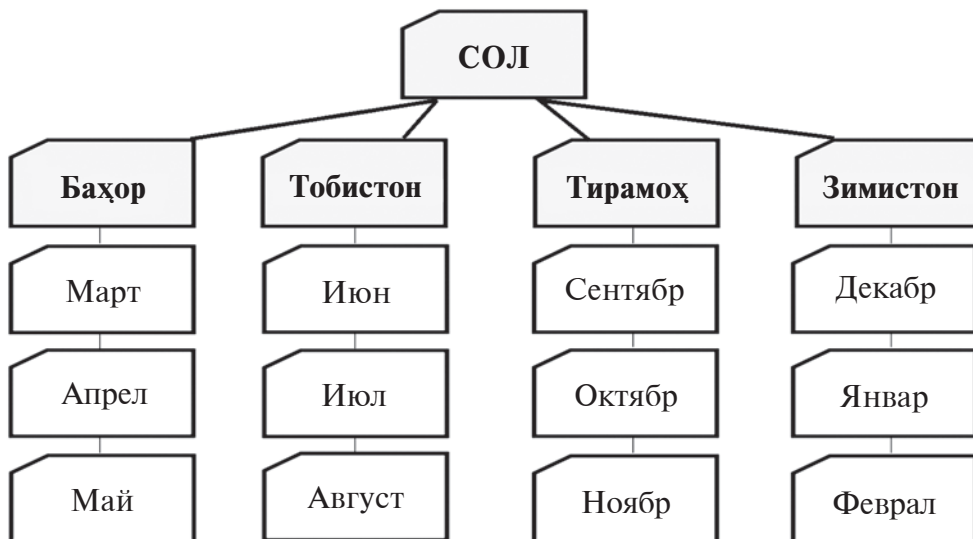 СОЛ
Баҳор
Тобистон
Тирамоҳ
Зимистон
Март
Июн
Сентябр
Декабр
Апрел
Июл
Октябр
Январ
Май
Август
Ноябр
Феврал